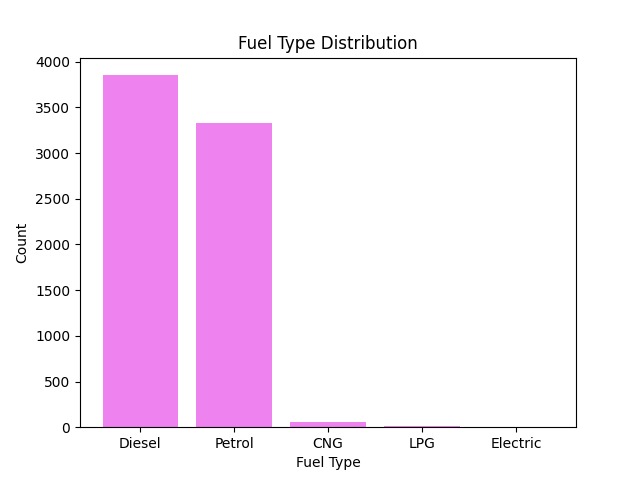 Fuel Type Distribution
4000
3500
3000
2500
2000
1500
1000
500
0
Count
Diesel Petrol CNG LPG Electric
Fuel Type